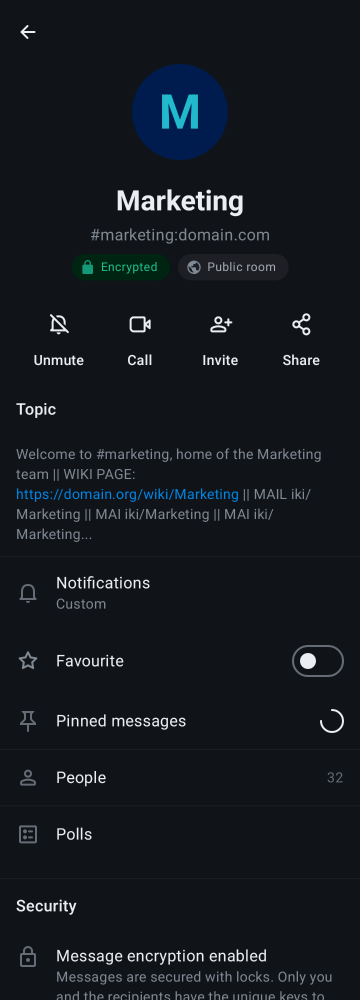 M
Marketing
#marketing:domain.com
Encrypted Public room
Unmute Call Invite Share
Topic
Welcome to #marketing, home of the Marketing
team || WIKI PAGE:
https://domain.org/wiki/Marketing || MAIL iki/
Marketing || MAI iki/Marketing || MAI iki/
Marketing...
Notifications
Custom
Favourite
Pinned messages
People 32
Polls
Security
Message encryption enabled
Messages are secured with locks. Only you
and the recipients have the unique keys to